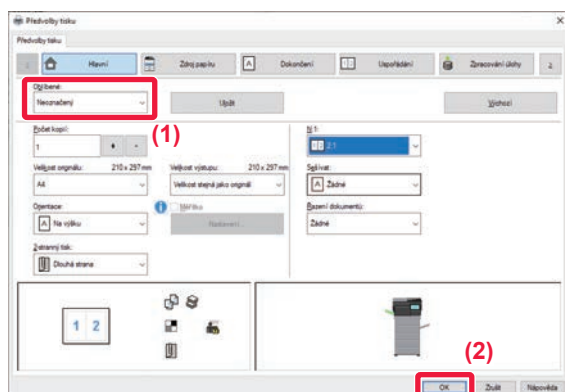 Předvolby tisku
Předvolby tisku
Hlavní
Zdroj papíru
A Dokončení
1 2 Uspořádání
Zpracování úlohy
Oblíbené:
Neoznačený
Uložit
Výchozí
(1)
Počet kopií:
1
+ -
N:1:
2:1
Velikost originálu: 210 x 297 mm
A4
Velikost výstupu: 210 x 297 mm
Velikost stejná jako originál
Sešívat:
A Žádné
Orientace:
A Na výšku
Měřítko
Nastavení...
Řazení dokumentů:
Žádné
2-stranný tisk:
Dlouhá strana
1 2
(2)
OK
Zrušit
Nápověda